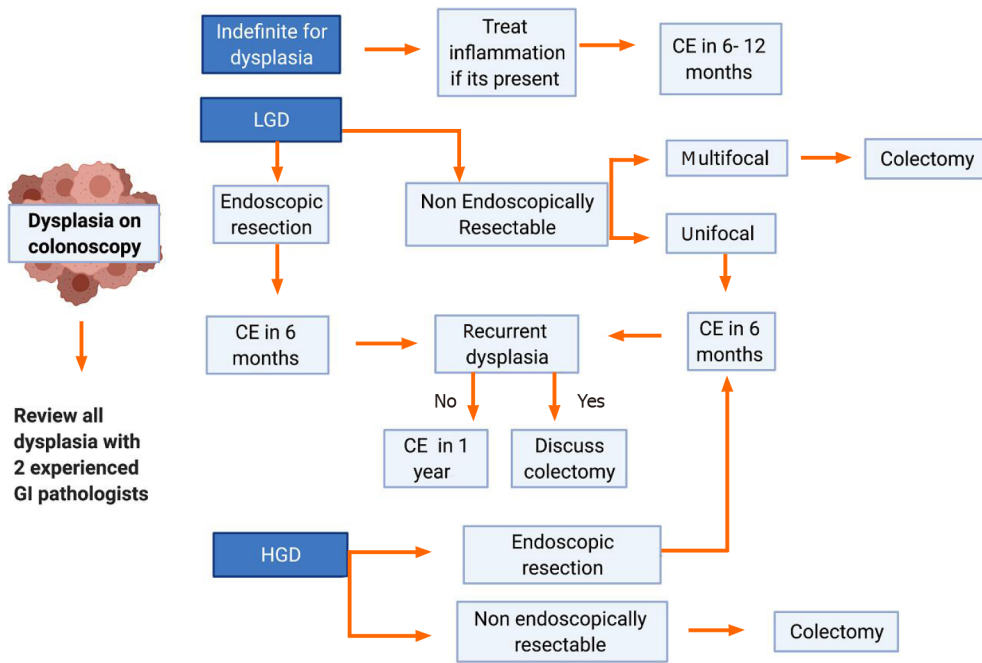 Indefinite for
dysplasia
Treat
inflammation
if its present
CE in 6- 12
months
LGD
Multifocal
Colectomy
Endoscopic
resection
Non Endoscopically
Resectable
Dysplasia on
colonoscopy
Unifocal
CE in 6
months
Recurrent
dysplasia
CE in 6
months
No
Yes
Review all
dysplasia with
2 experienced
GI pathologists
CE in 1
year
Discuss
colectomy
HGD
Endoscopic
resection
Non endoscopically
resectable
Colectomy